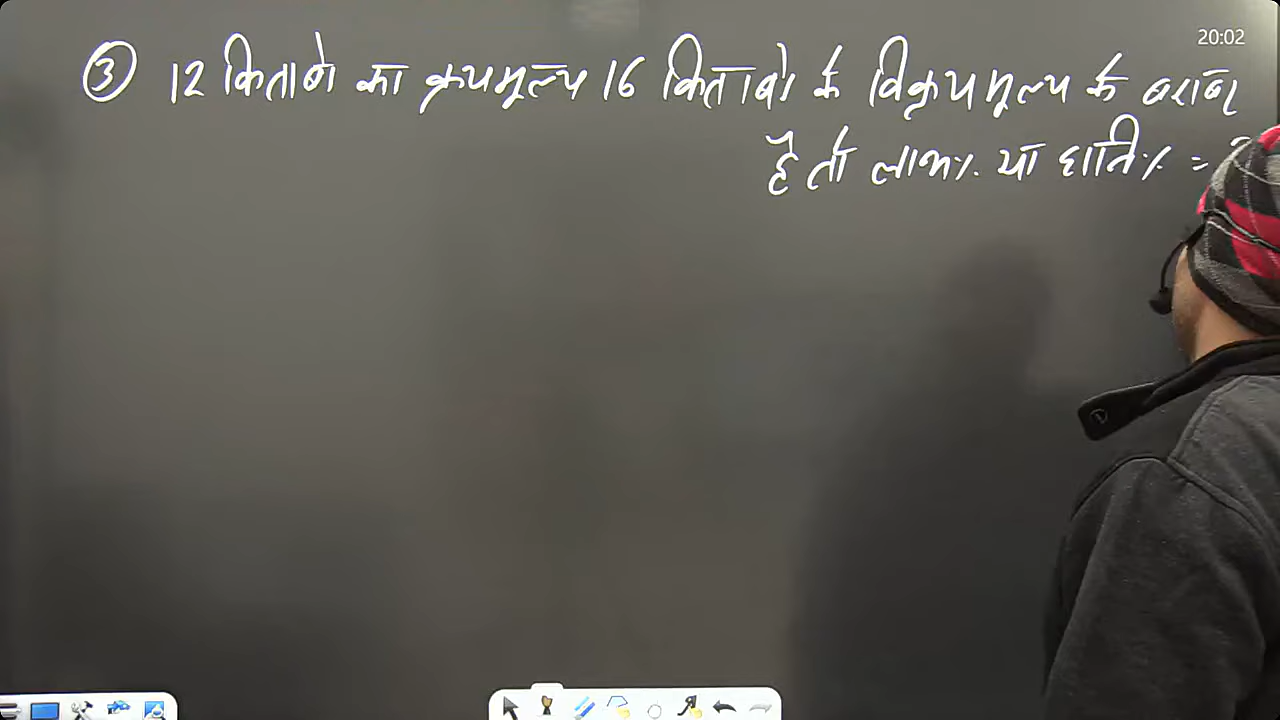 20:02
③ 12 किताबों का क्रयमूल्य 16 किताबों के विक्रयमूल्य के बराबर
है तो लाभ% या हानि% = ?